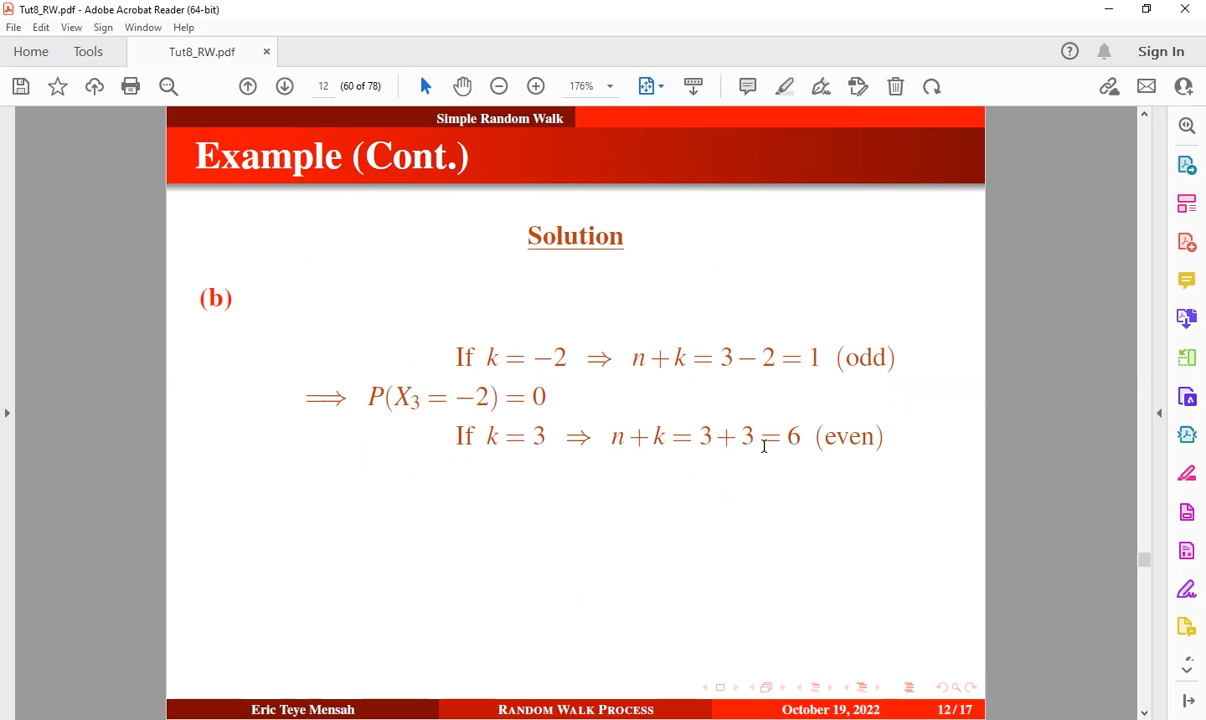 Tut8_RW.pdf - Adobe Acrobat Reader (64-bit)
File Edit View Sign Window Help
Home Tools Tut8_RW.pdf × Sign In
12 (60 of 78) 176%
Simple Random Walk
Example (Cont.)
Solution
(b)
If k = −2 ⇒ n + k = 3 − 2 = 1 (odd)
⟹ P(X₃ = −2) = 0
If k = 3 ⇒ n + k = 3 + 3 = 6 (even)
Eric Teye Mensah RANDOM WALK PROCESS October 19, 2022 12/17